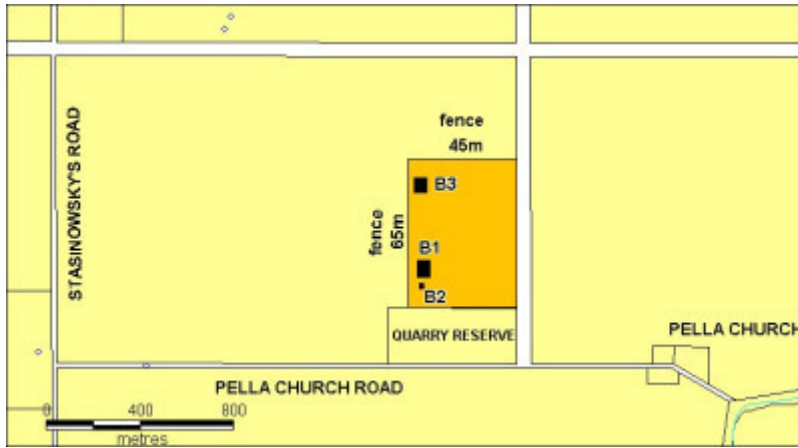 fence
45m
STASINOWSKY'S ROAD
B3
fence
65m
B1
B2
QUARRY RESERVE
PELLA CHURCH
PELLA CHURCH ROAD
0 400 800
metres